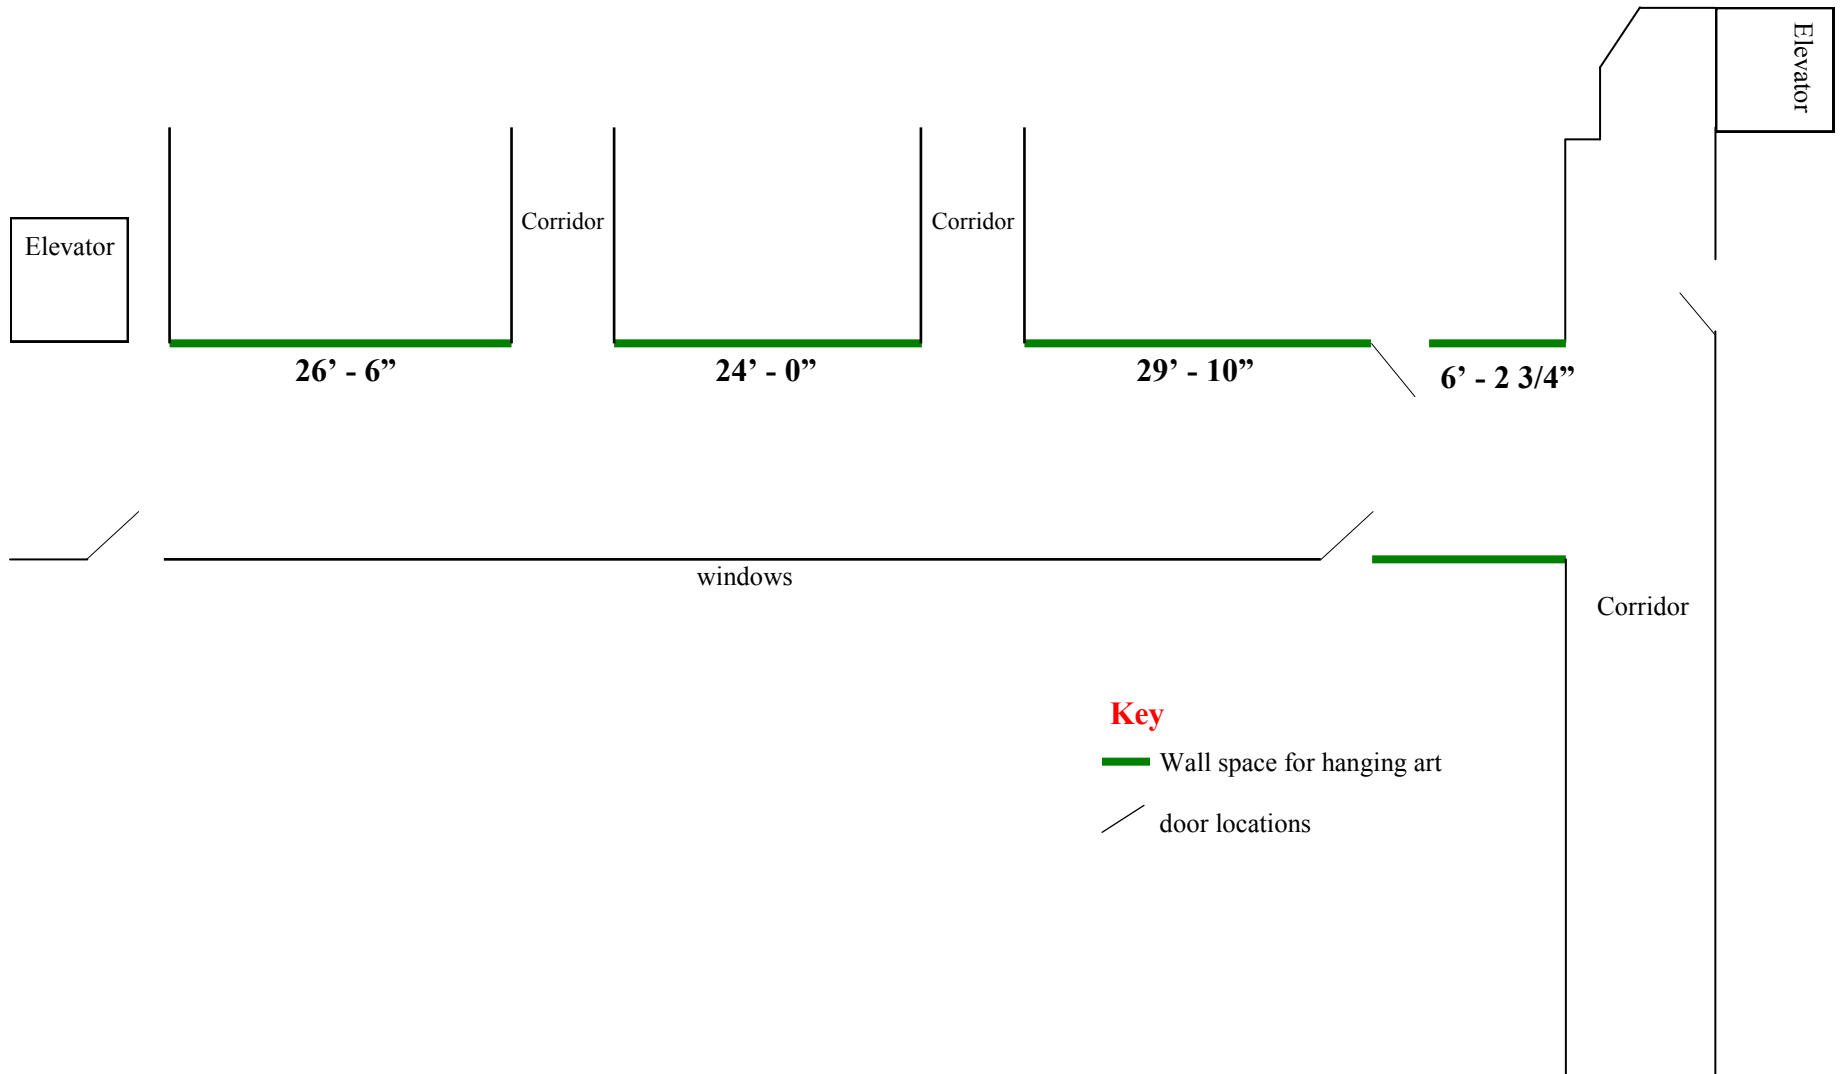 Elevator
Corridor
Corridor
Elevator
26’ - 6”
24’ - 0”
29’ - 10”
6’ - 2 3/4”
windows
Corridor
Key
Wall space for hanging art
door locations